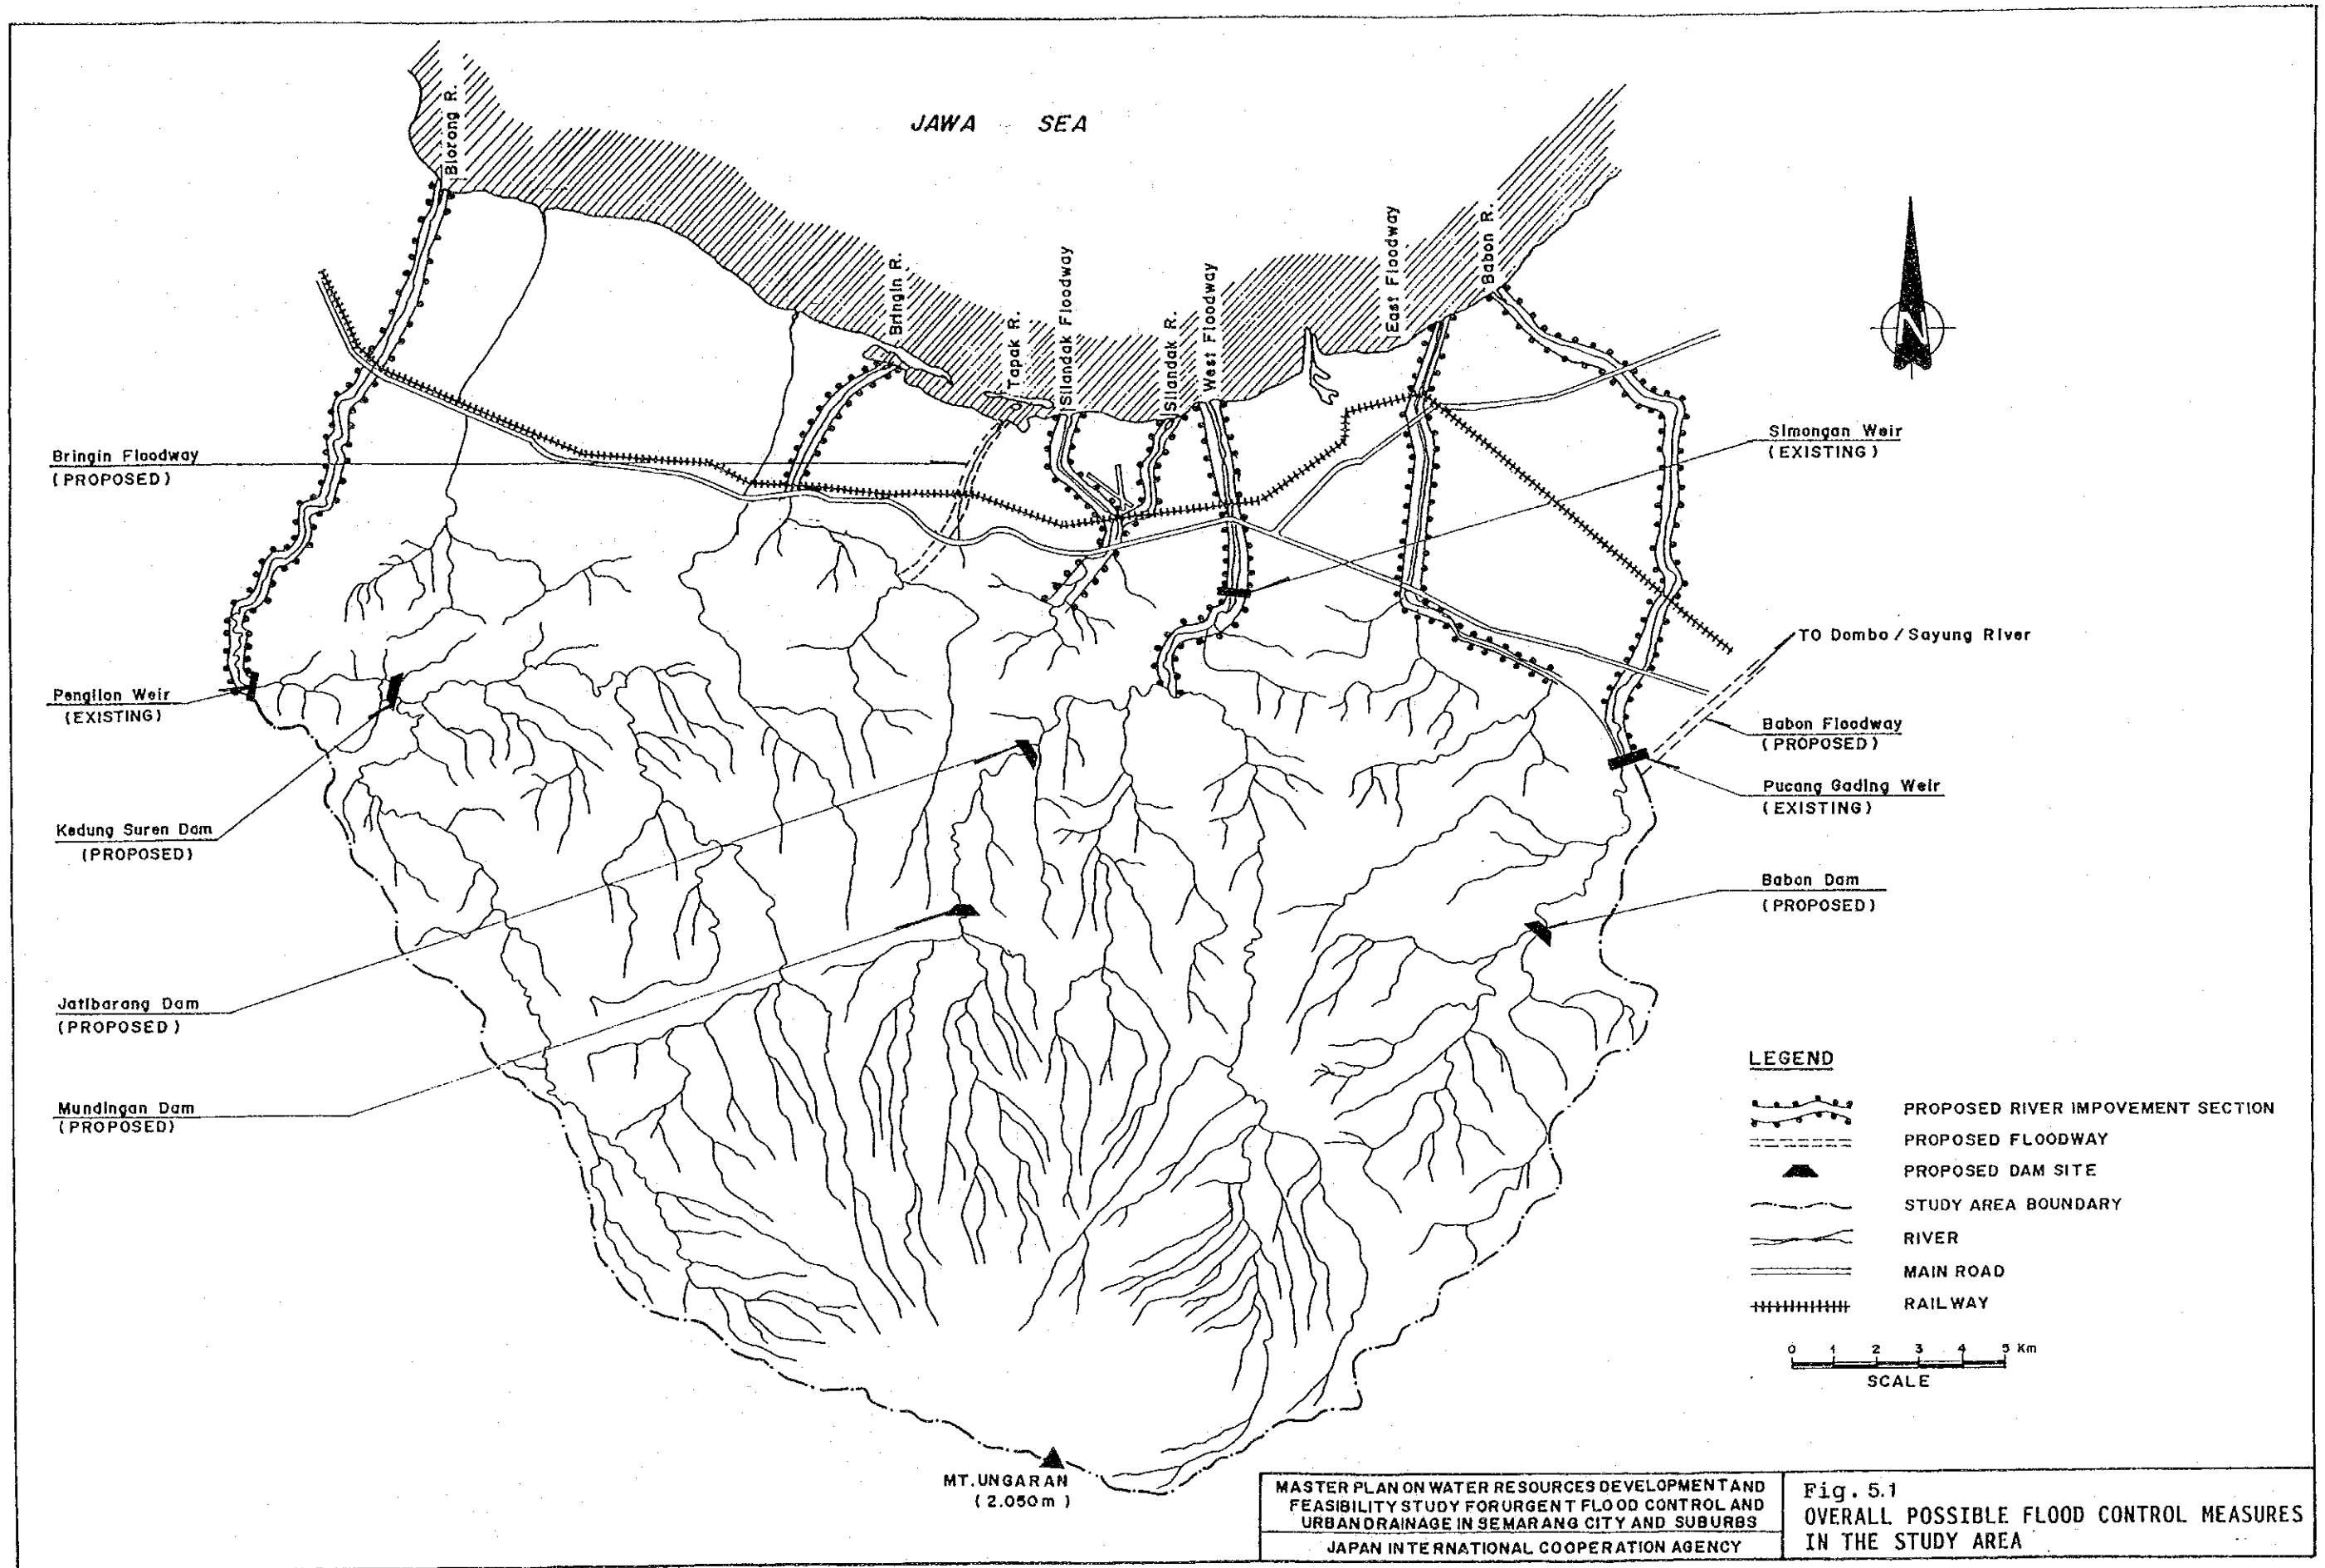 JAWA SEA
Blorong R.
Bringin R.
Tapak R.
Silandak Floodway
Silandak R.
West Floodway
East Floodway
Babon R.
N
Bringin Floodway
(PROPOSED)
Simongan Weir
(EXISTING)
TO Dombo / Sayung River
Pengilon Weir
(EXISTING)
Babon Floodway
(PROPOSED)
Pucang Gading Weir
(EXISTING)
Kedung Suren Dam
(PROPOSED)
Babon Dam
(PROPOSED)
Jatibarang Dam
(PROPOSED)
Mundingan Dam
(PROPOSED)
LEGEND
PROPOSED RIVER IMPOVEMENT SECTION
PROPOSED FLOODWAY
PROPOSED DAM SITE
STUDY AREA BOUNDARY
RIVER
MAIN ROAD
RAILWAY
0 1 2 3 4 5 Km
SCALE
MT. UNGARAN
(2.050 m)
MASTER PLAN ON WATER RESOURCES DEVELOPMENT AND
FEASIBILITY STUDY FOR URGENT FLOOD CONTROL AND
URBAN DRAINAGE IN SEMARANG CITY AND SUBURBS
JAPAN INTERNATIONAL COOPERATION AGENCY
Fig. 5.1
OVERALL POSSIBLE FLOOD CONTROL MEASURES
IN THE STUDY AREA